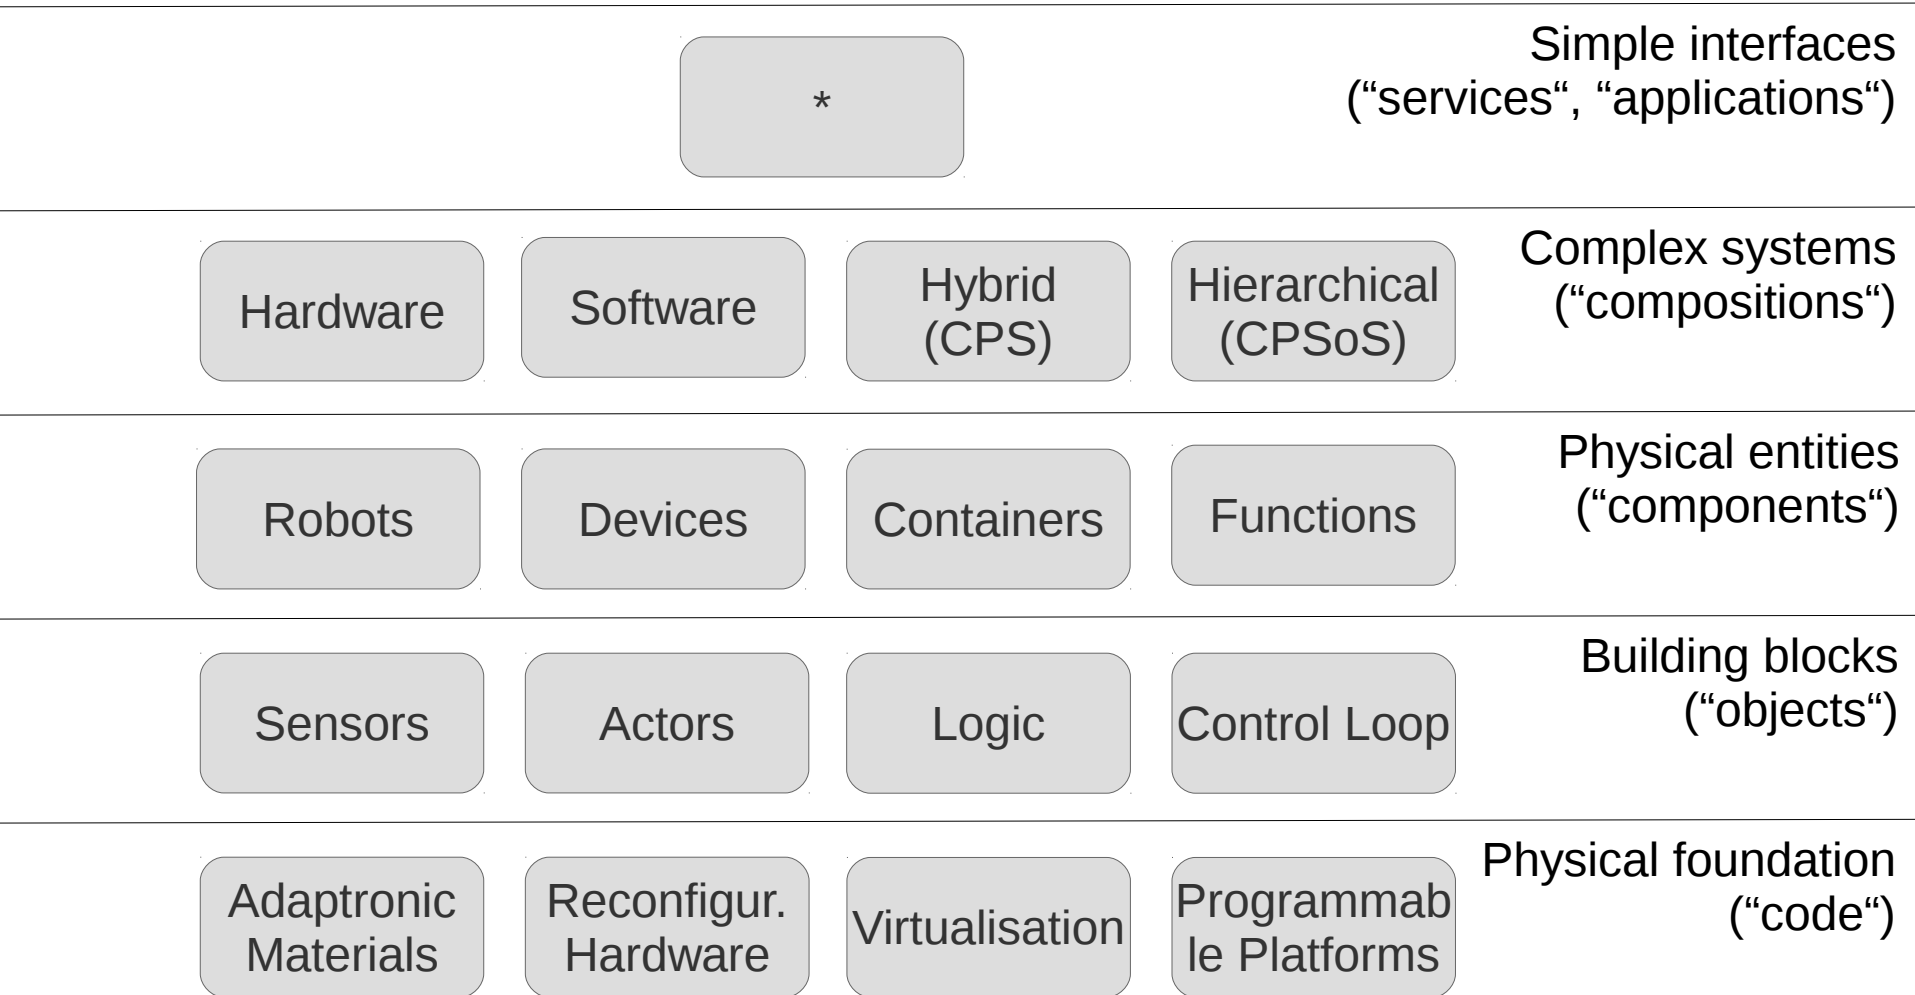 Simple interfaces
(“services“, “applications“)
*
Complex systems
(“compositions“)
Hardware
Software
Hybrid
(CPS)
Hierarchical
(CPSoS)
Physical entities
(“components“)
Robots
Devices
Containers
Functions
Building blocks
(“objects“)
Sensors
Actors
Logic
Control Loop
Physical foundation
(“code“)
Adaptronic
Materials
Reconfigur.
Hardware
Virtualisation
Programmab
le Platforms